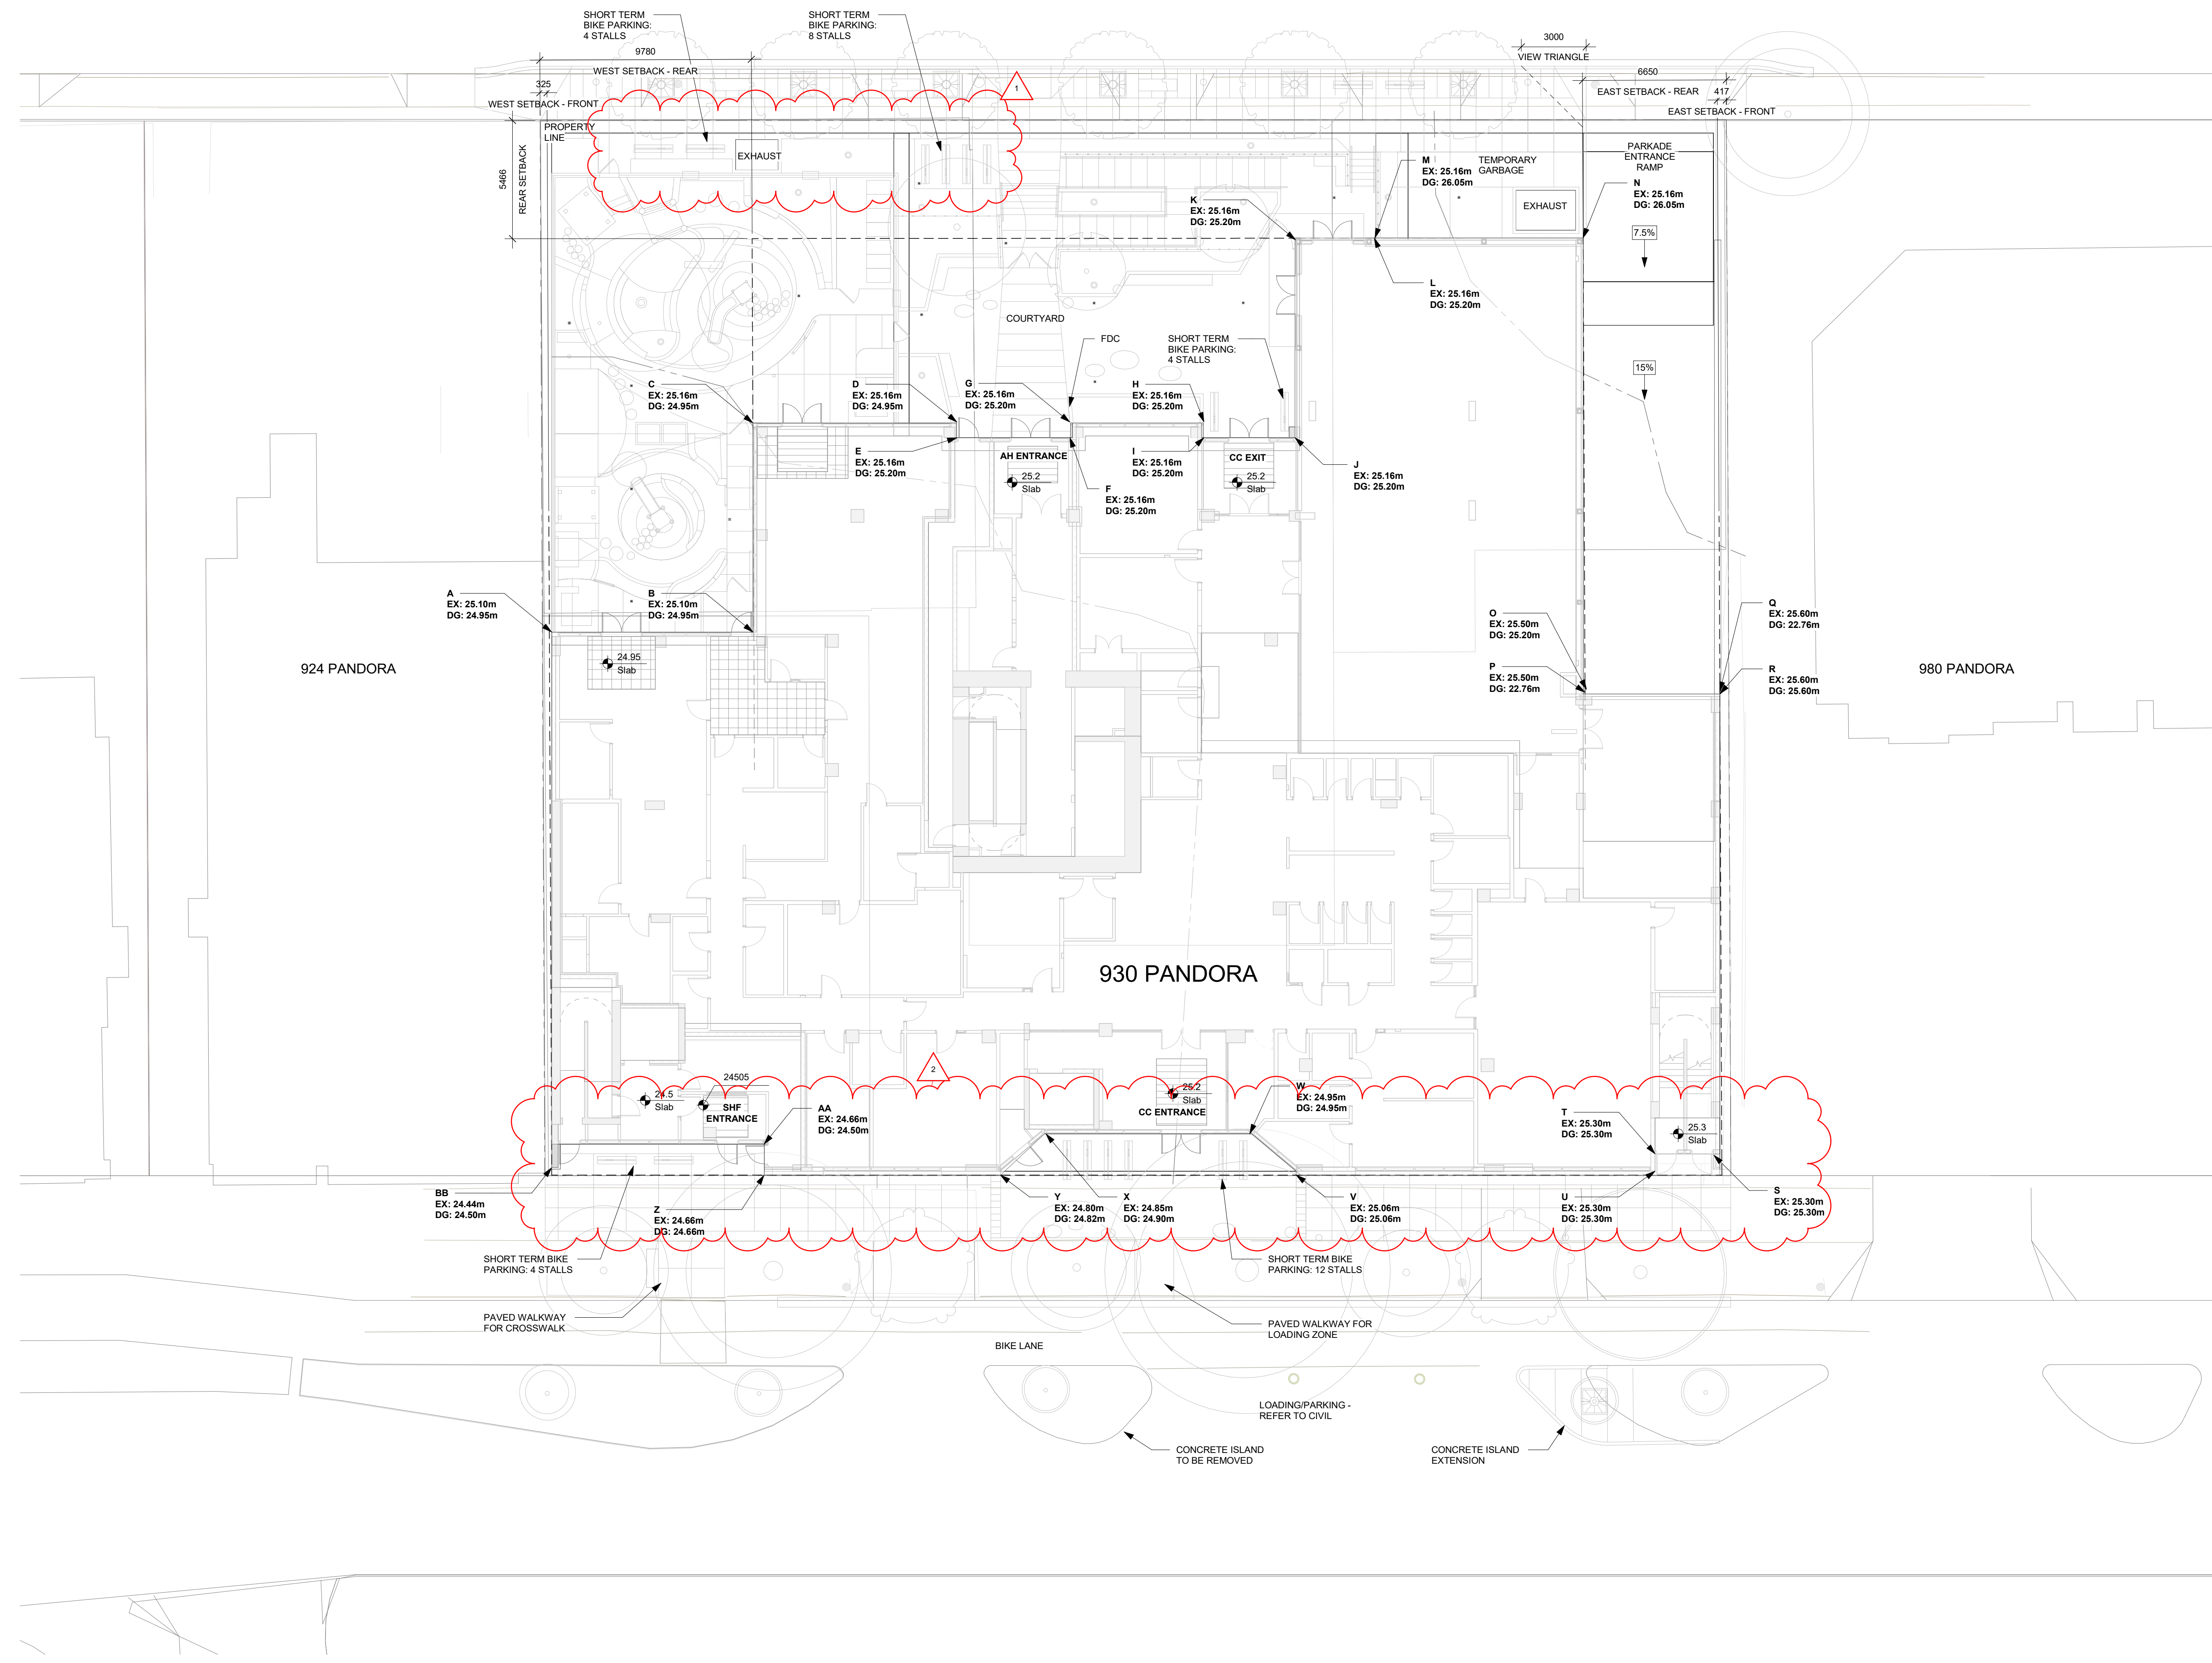 SHORT TERM
BIKE PARKING:
4 STALLS
SHORT TERM
BIKE PARKING:
8 STALLS
9780
WEST SETBACK - REAR
325
WEST SETBACK - FRONT
PROPERTY
LINE
5466
REAR SETBACK
1
3000
VIEW TRIANGLE
6650
EAST SETBACK - REAR
417
EAST SETBACK - FRONT
EXHAUST
PARKADE
ENTRANCE
RAMP
M
EX: 25.16m
DG: 26.05m
TEMPORARY
GARBAGE
N
EX: 25.16m
DG: 26.05m
K
EX: 25.16m
DG: 25.20m
EXHAUST
7.5%
L
EX: 25.16m
DG: 25.20m
COURTYARD
FDC
SHORT TERM
BIKE PARKING:
4 STALLS
15%
C
EX: 25.16m
DG: 24.95m
D
EX: 25.16m
DG: 24.95m
G
EX: 25.16m
DG: 25.20m
H
EX: 25.16m
DG: 25.20m
E
EX: 25.16m
DG: 25.20m
AH ENTRANCE
25.2
Slab
F
EX: 25.16m
DG: 25.20m
I
EX: 25.16m
DG: 25.20m
CC EXIT
25.2
Slab
J
EX: 25.16m
DG: 25.20m
A
EX: 25.10m
DG: 24.95m
B
EX: 25.10m
DG: 24.95m
24.95
Slab
O
EX: 25.50m
DG: 25.20m
P
EX: 25.50m
DG: 22.76m
Q
EX: 25.60m
DG: 22.76m
R
EX: 25.60m
DG: 25.60m
924 PANDORA
980 PANDORA
930 PANDORA
2
24505
24.5
Slab
SHF
ENTRANCE
AA
EX: 24.66m
DG: 24.50m
25.2
Slab
CC ENTRANCE
W
EX: 24.95m
DG: 24.95m
T
EX: 25.30m
DG: 25.30m
25.3
Slab
BB
EX: 24.44m
DG: 24.50m
Z
EX: 24.66m
DG: 24.66m
Y
EX: 24.80m
DG: 24.82m
X
EX: 24.85m
DG: 24.90m
V
EX: 25.06m
DG: 25.06m
U
EX: 25.30m
DG: 25.30m
S
EX: 25.30m
DG: 25.30m
SHORT TERM BIKE
PARKING: 4 STALLS
SHORT TERM BIKE
PARKING: 12 STALLS
PAVED WALKWAY
FOR CROSSWALK
PAVED WALKWAY FOR
LOADING ZONE
BIKE LANE
LOADING/PARKING -
REFER TO CIVIL
CONCRETE ISLAND
TO BE REMOVED
CONCRETE ISLAND
EXTENSION